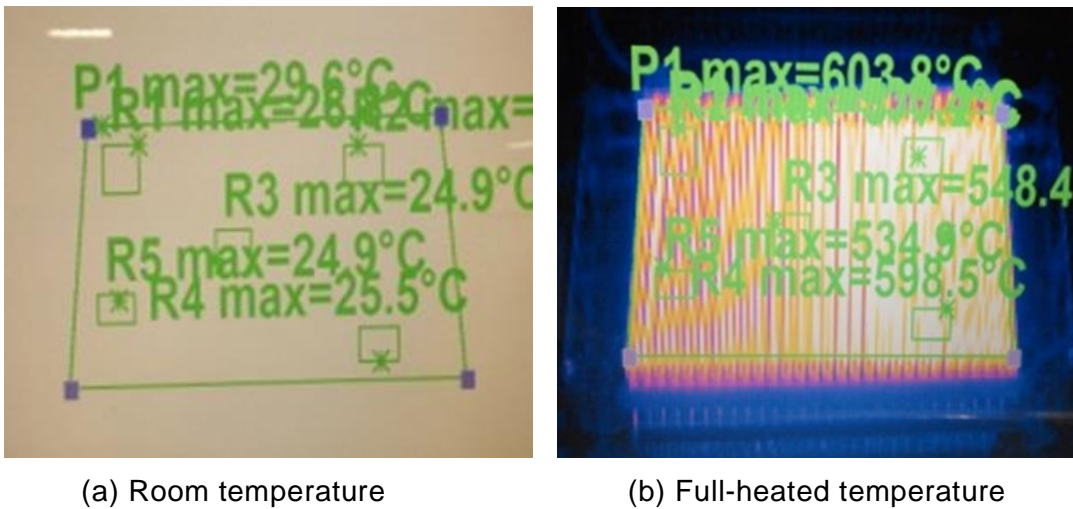 P1 max=29.6°C
R1 max=
max=
R3 max=24.9°C
R5 max=24.9°C
R4 max=25.5°C
P1 max=603.8°C
max=
R3 max=548.4
R5 max=534.9°C
R4 max=598.5°C
(a) Room temperature
(b) Full-heated temperature